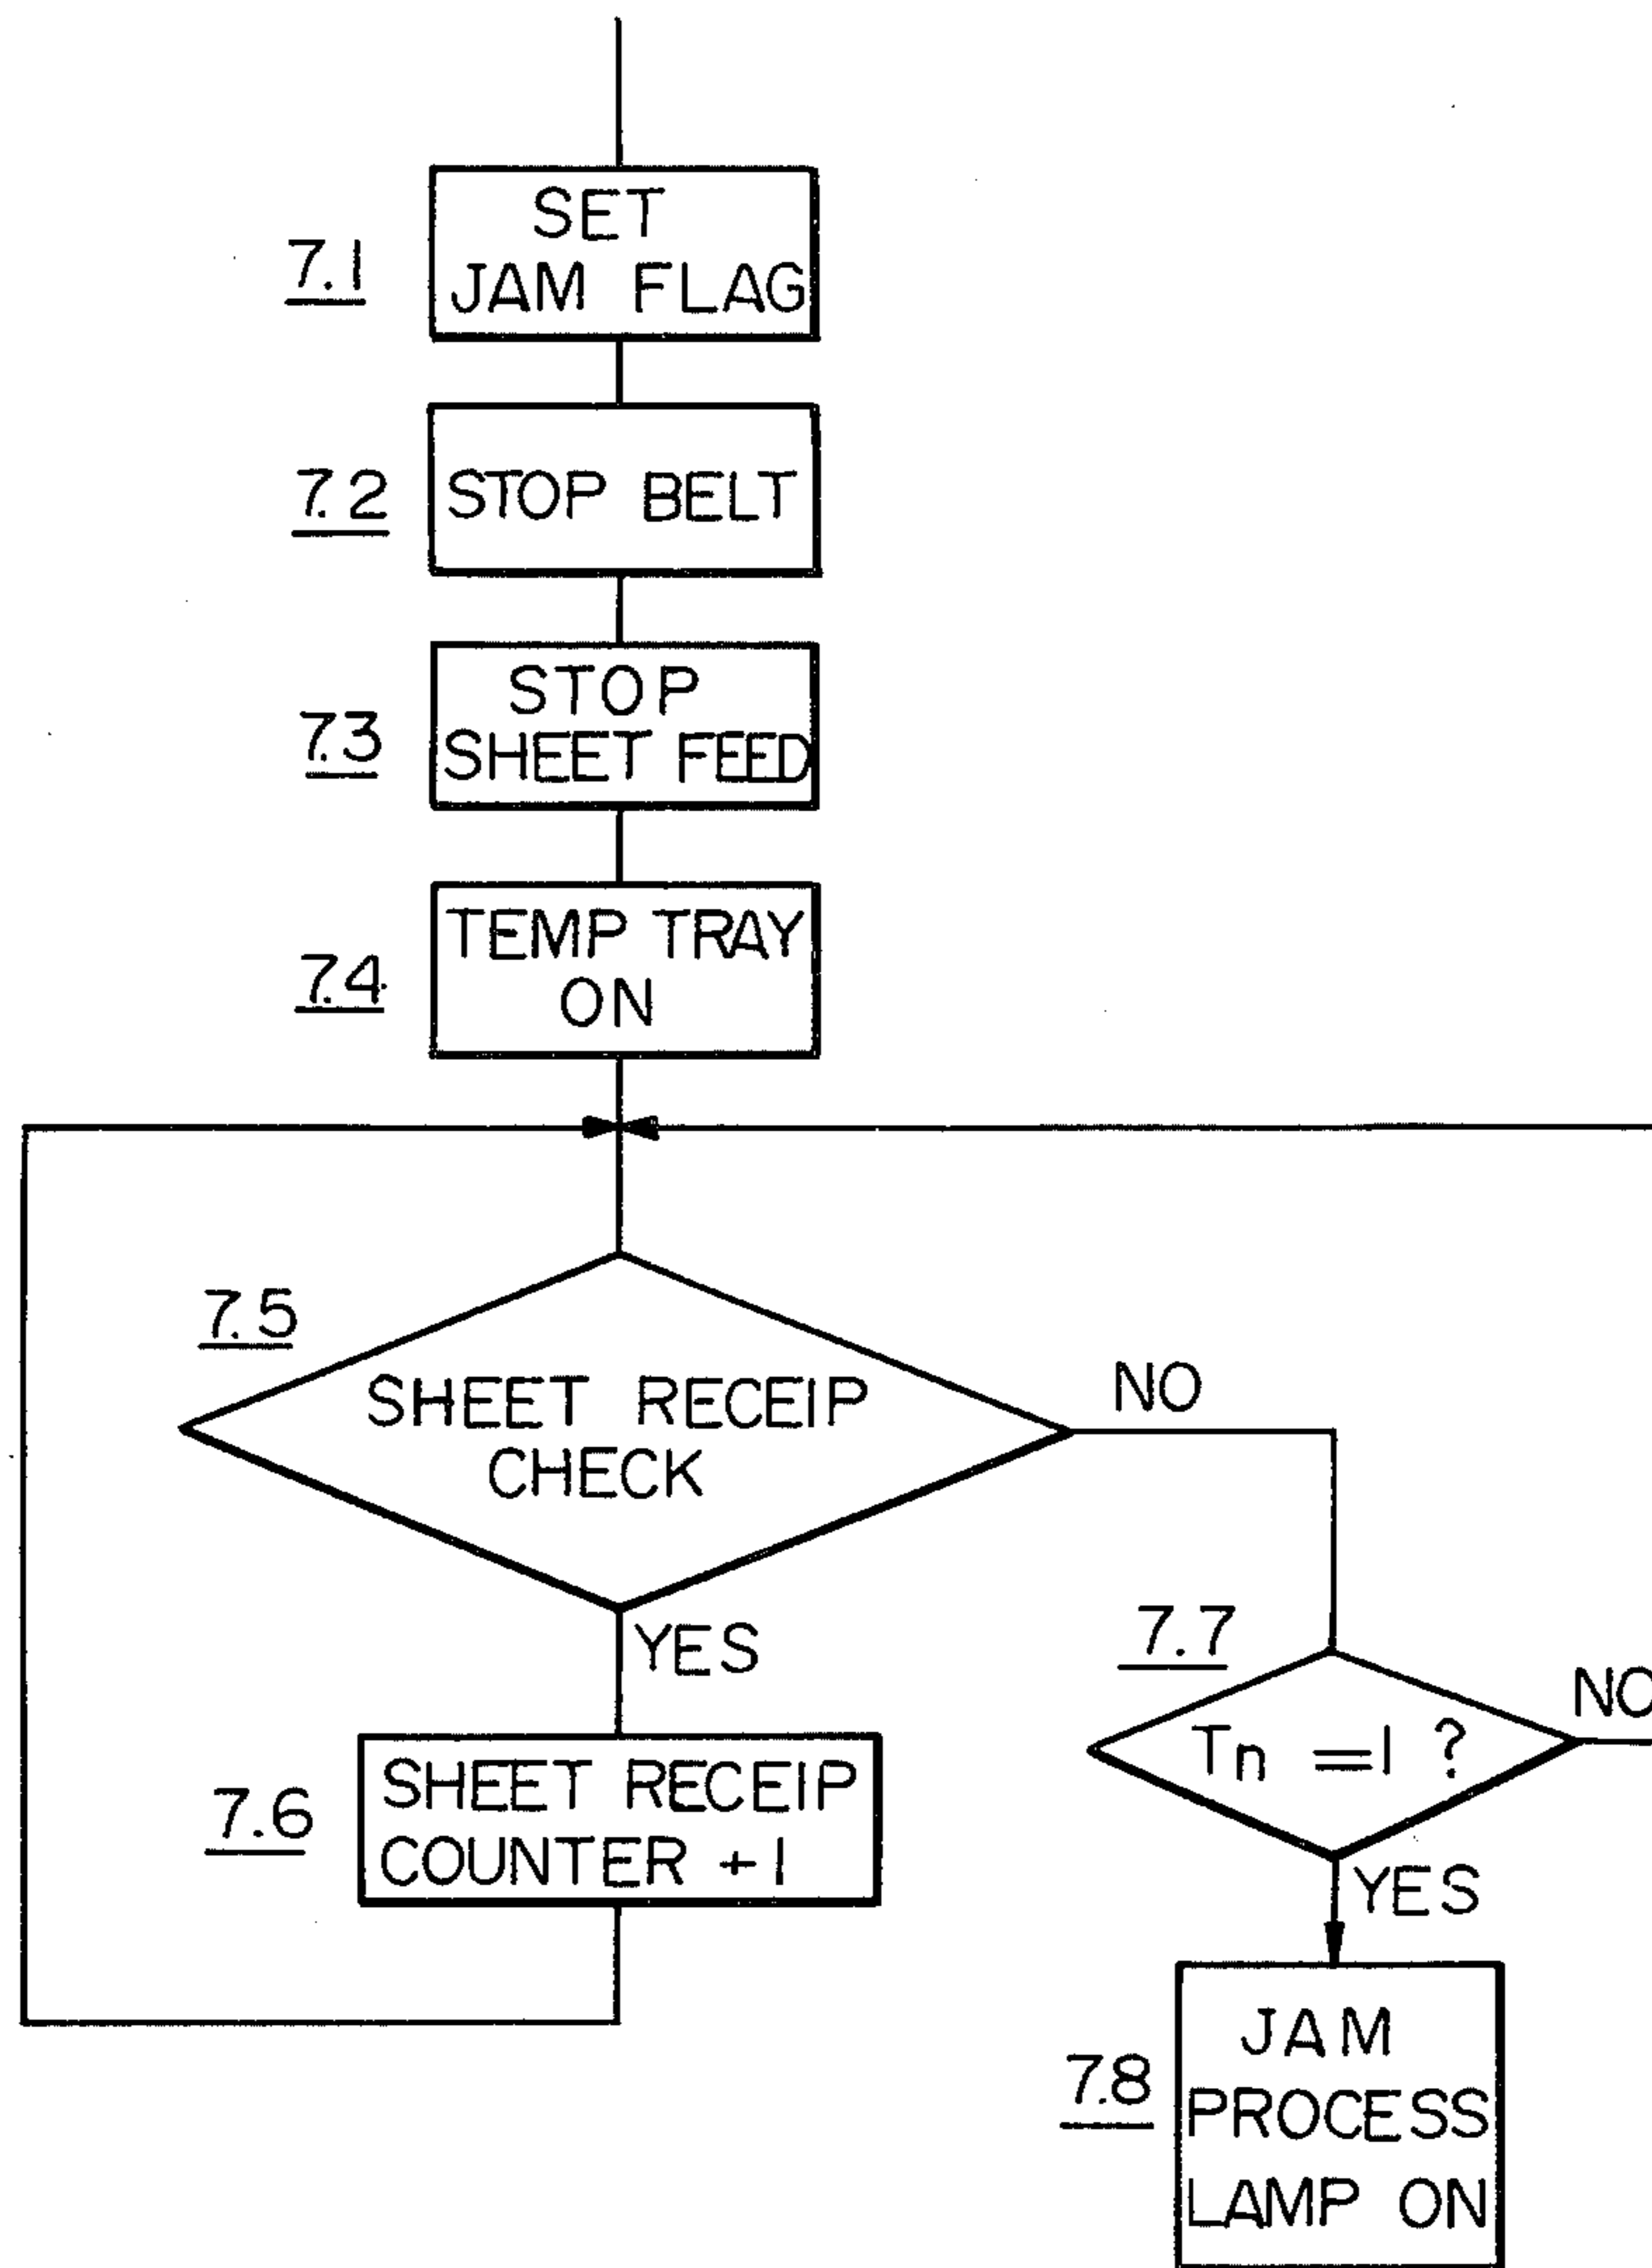 7.1
SET
JAM FLAG
7.2
STOP BELT
7.3
STOP
SHEET FEED
7.4
TEMP TRAY
ON
7.5
SHEET RECEIP
CHECK
NO
YES
7.6
SHEET RECEIP
COUNTER +1
7.7
Tn =1 ?
NO
YES
7.8
JAM
PROCESS
LAMP ON